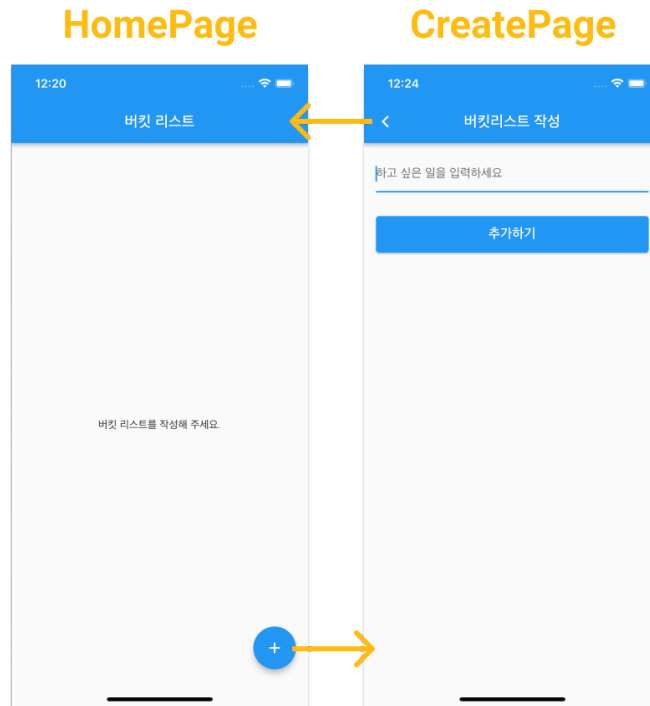 HomePage
CreatePage
12:20
버킷 리스트
버킷 리스트를 작성해 주세요.
+
12:24
버킷리스트 작성
하고 싶은 일을 입력하세요
추가하기